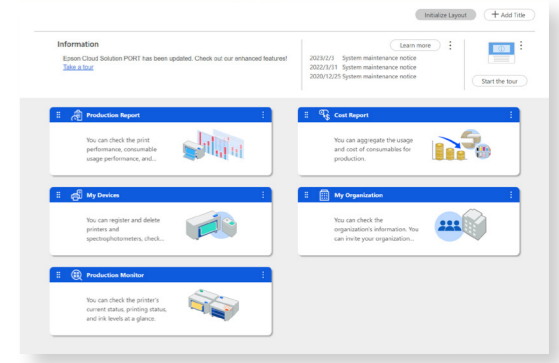 Initialize Layout
+ Add Title
Information
Epson Cloud Solution PORT has been updated. Check out our enhanced features!
Take a tour
Learn more
2023/2/3 System maintenance notice
2022/3/31 System maintenance notice
2020/12/25 System maintenance notice
Start the tour
Production Report
You can check the print
performance, consumable
usage performance, and...
Cost Report
You can aggregate the usage
and cost of consumables for
production.
My Devices
You can register and delete
printers and
spectrophotometers, check...
My Organization
You can check the
organization's information. You
can invite your organization...
Production Monitor
You can check the printer's
current status, printing status,
and ink levels at a glance.